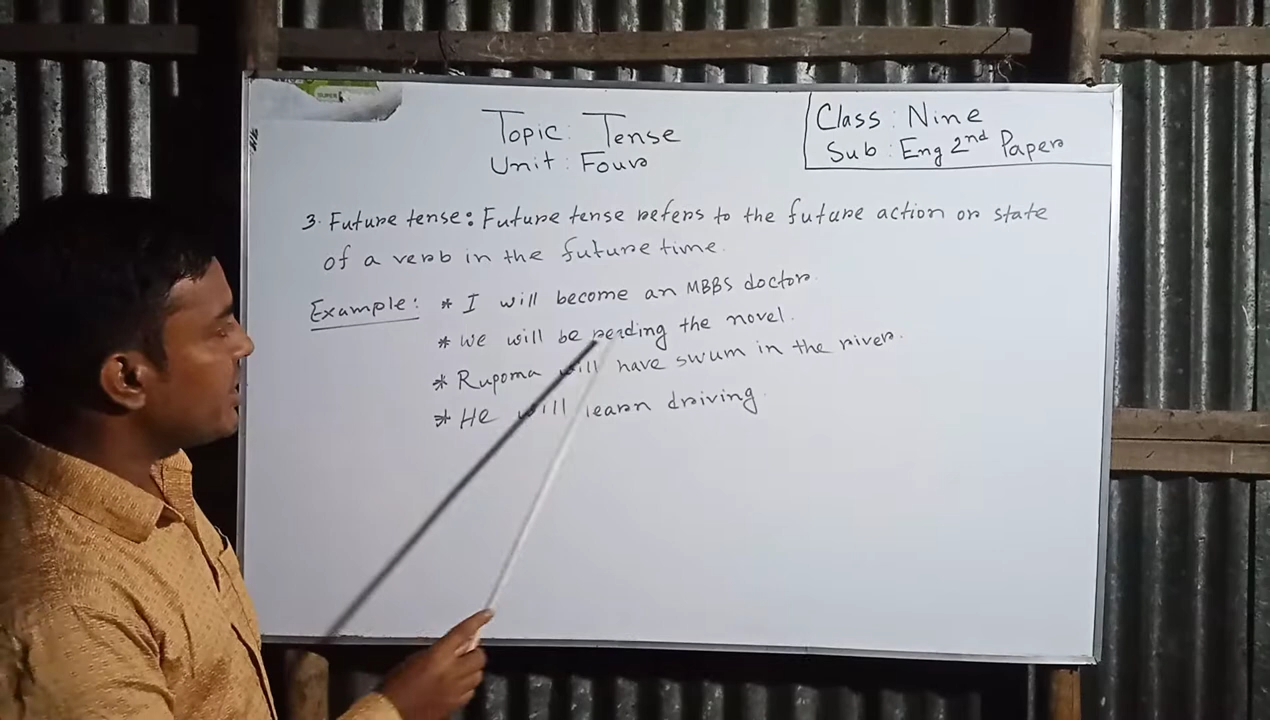 Topic: Tense
Unit: Four
Class: Nine
Sub: Eng 2nd Paper
3. Future tense: Future tense refers to the future action or state
of a verb in the future time.
Example: * I will become an MBBS doctor.
* We will be reading the novel.
* Rupoma will have swum in the river.
* He will learn driving.
SUPER